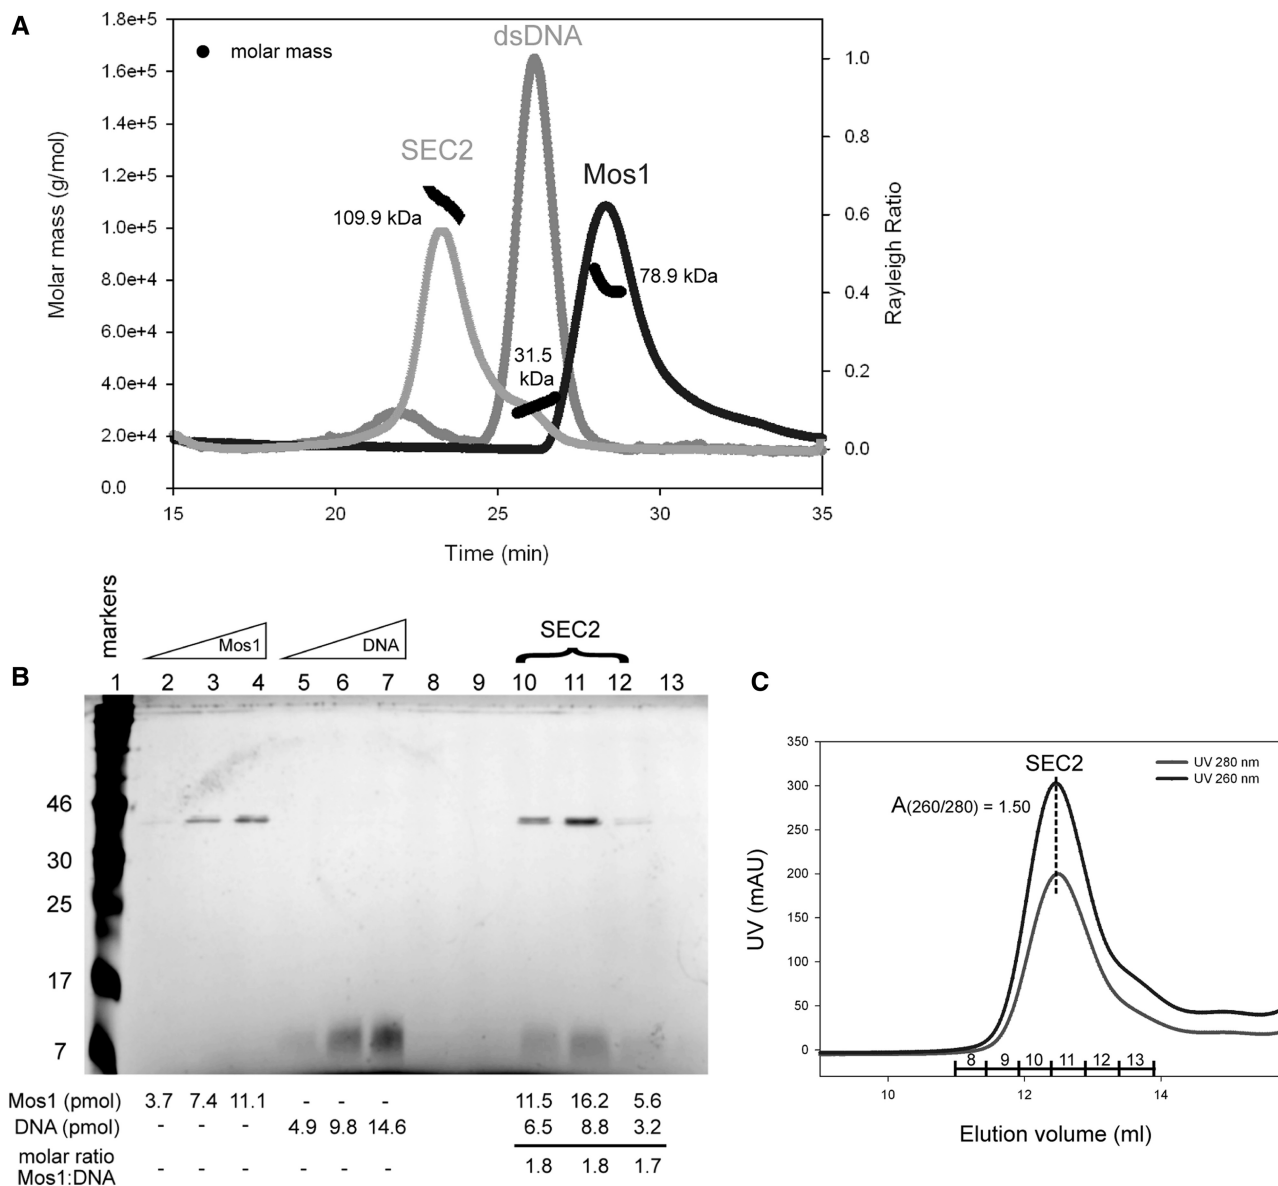 A
1.8e+5
1.6e+5
1.4e+5
1.2e+5
1.0e+5
8.0e+4
6.0e+4
4.0e+4
2.0e+4
0.0
Molar mass (g/mol)
molar mass
dsDNA
SEC2
Mos1
109.9 kDa
78.9 kDa
31.5
kDa
1.0
0.8
0.6
0.4
0.2
0.0
Rayleigh Ratio
15 20 25 30 35
Time (min)
B
markers
Mos1
DNA
SEC2
1 2 3 4 5 6 7 8 9 10 11 12 13
46
30
25
17
7
Mos1 (pmol) 3.7 7.4 11.1 - - - 11.5 16.2 5.6
DNA (pmol) - - - 4.9 9.8 14.6 6.5 8.8 3.2
molar ratio
Mos1:DNA - - - - - - 1.8 1.8 1.7
C
350
300
250
200
150
100
50
0
UV (mAU)
SEC2
UV 280 nm
UV 260 nm
A(260/280) = 1.50
8 9 10 11 12 13
10 12 14
Elution volume (ml)